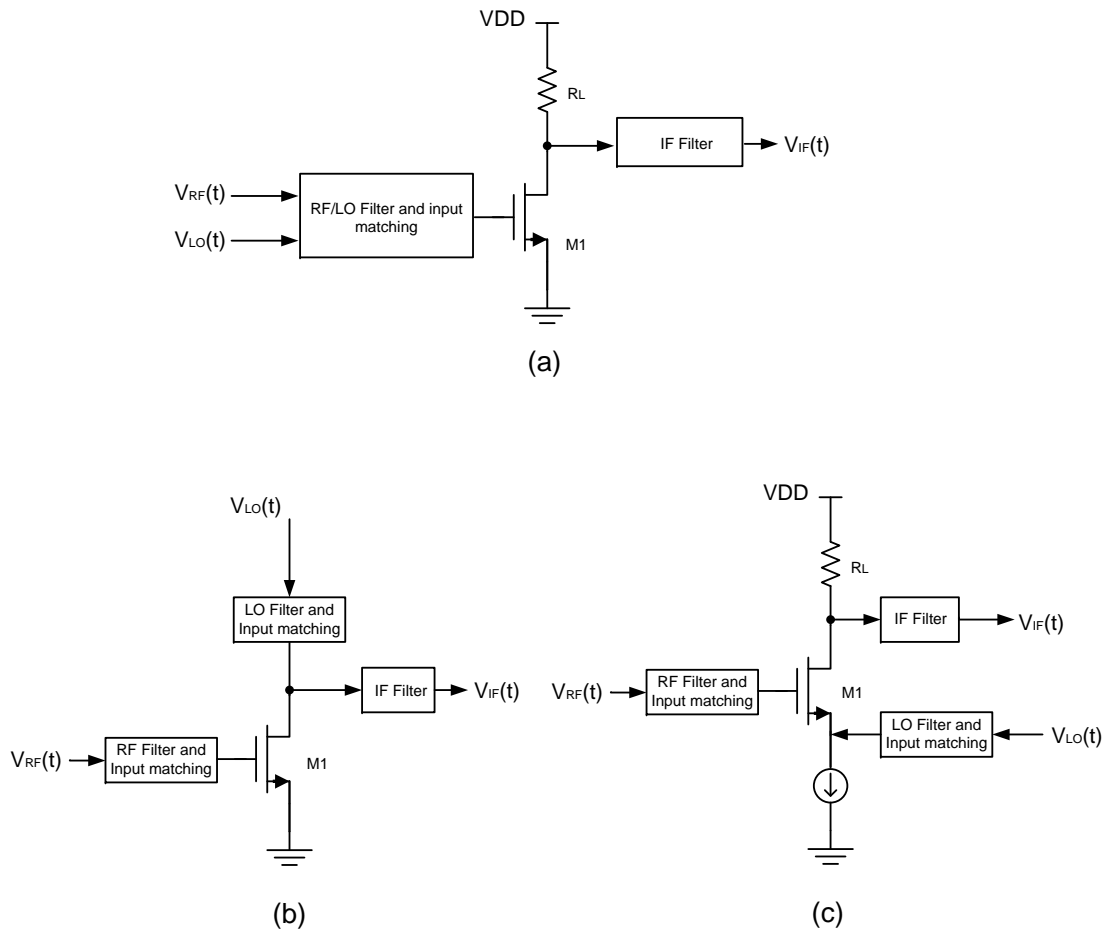 VDD
RL
IF Filter
VIF(t)
VRF(t)
RF/LO Filter and input
matching
VLO(t)
M1
(a)
VLO(t)
LO Filter and
Input matching
IF Filter
VIF(t)
VRF(t)
RF Filter and
Input matching
M1
(b)
VDD
RL
IF Filter
VIF(t)
VRF(t)
RF Filter and
Input matching
M1
LO Filter and
Input matching
VLO(t)
(c)